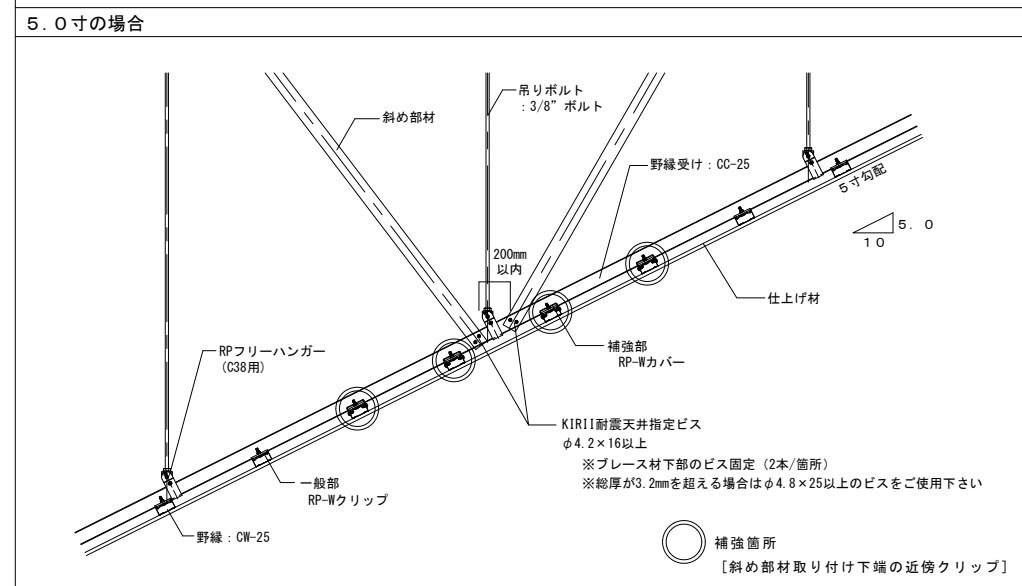 ５．０寸の場合
吊りボルト
：3/8”ボルト
斜め部材
野縁受け：CC-25
５寸勾配
５．０
１０
200mm
以内
仕上げ材
RPフリーハンガー
(C38用)
補強部
RP-Wカバー
KIRII耐震天井指定ビス
φ4.2×16以上
※ブレース材下部のビス固定（2本/箇所）
※総厚が3.2mmを超える場合はφ4.8×25以上のビスをご使用下さい
一般部
RP-Wクリップ
野縁：CW-25
補強箇所
［斜め部材取り付け下端の近傍クリップ］